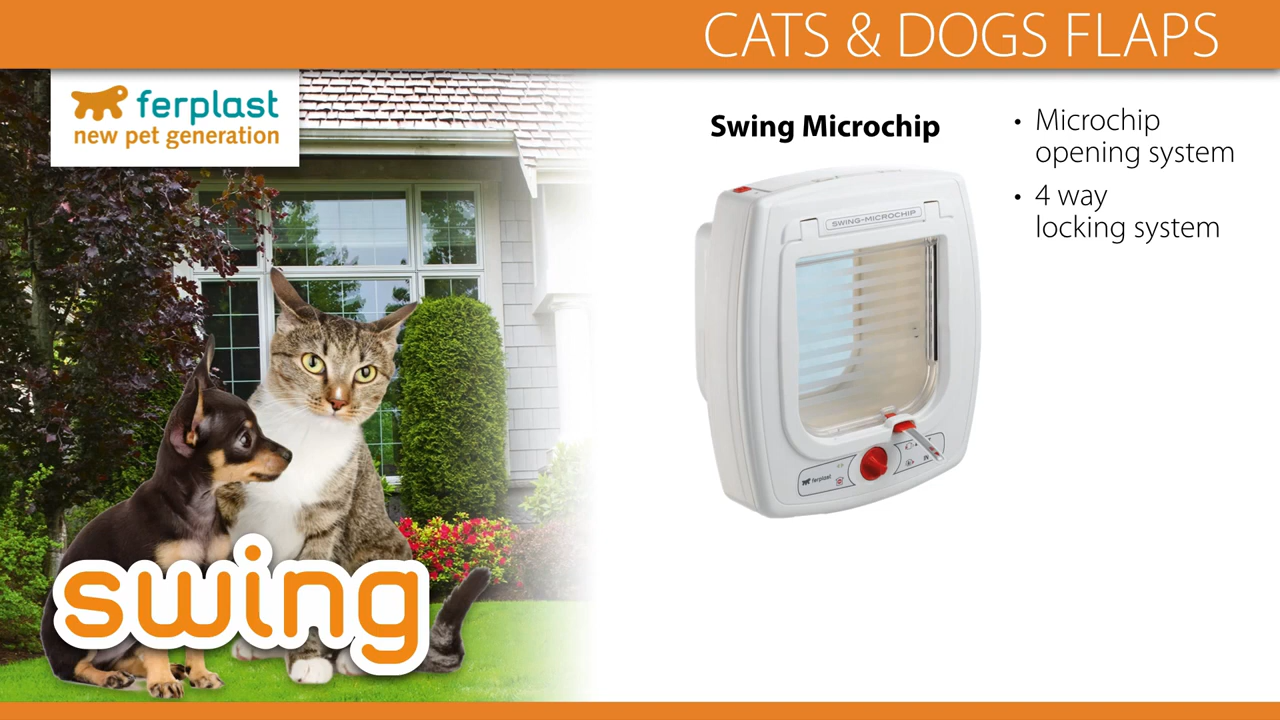 CATS & DOGS FLAPS
ferplast
new pet generation
Swing Microchip
• Microchip
opening system
• 4 way
locking system
SWING-MICROCHIP
ferplast
swing